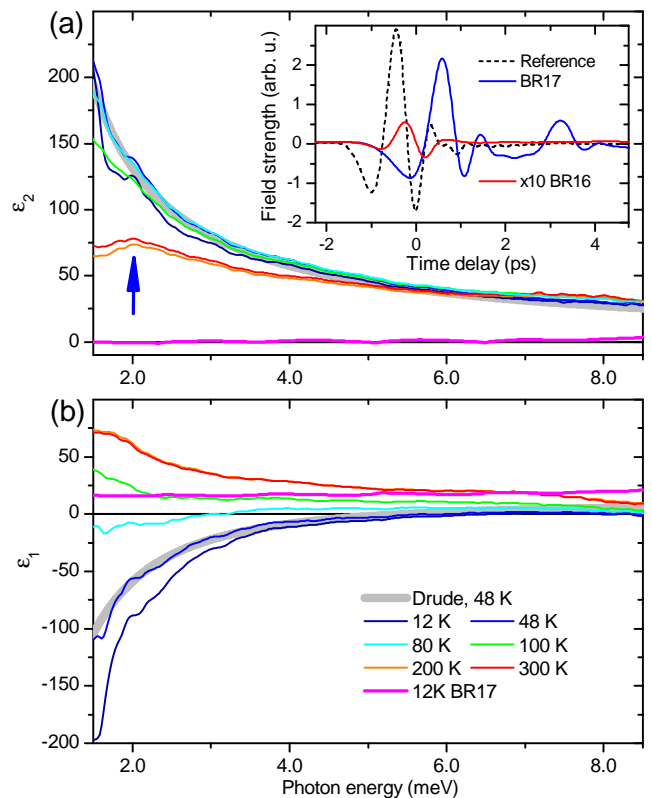 (a)
200
150
100
50
0
ε2
2.0 4.0 6.0 8.0
3
2
1
0
-1
-2
Field strength (arb. u.)
-2 0 2 4
Time delay (ps)
Reference
BR17
x10 BR16
(b)
50
0
-50
-100
-150
-200
ε1
Drude, 48 K
12 K 48 K
80 K 100 K
200 K 300 K
12K BR17
2.0 4.0 6.0 8.0
Photon energy (meV)